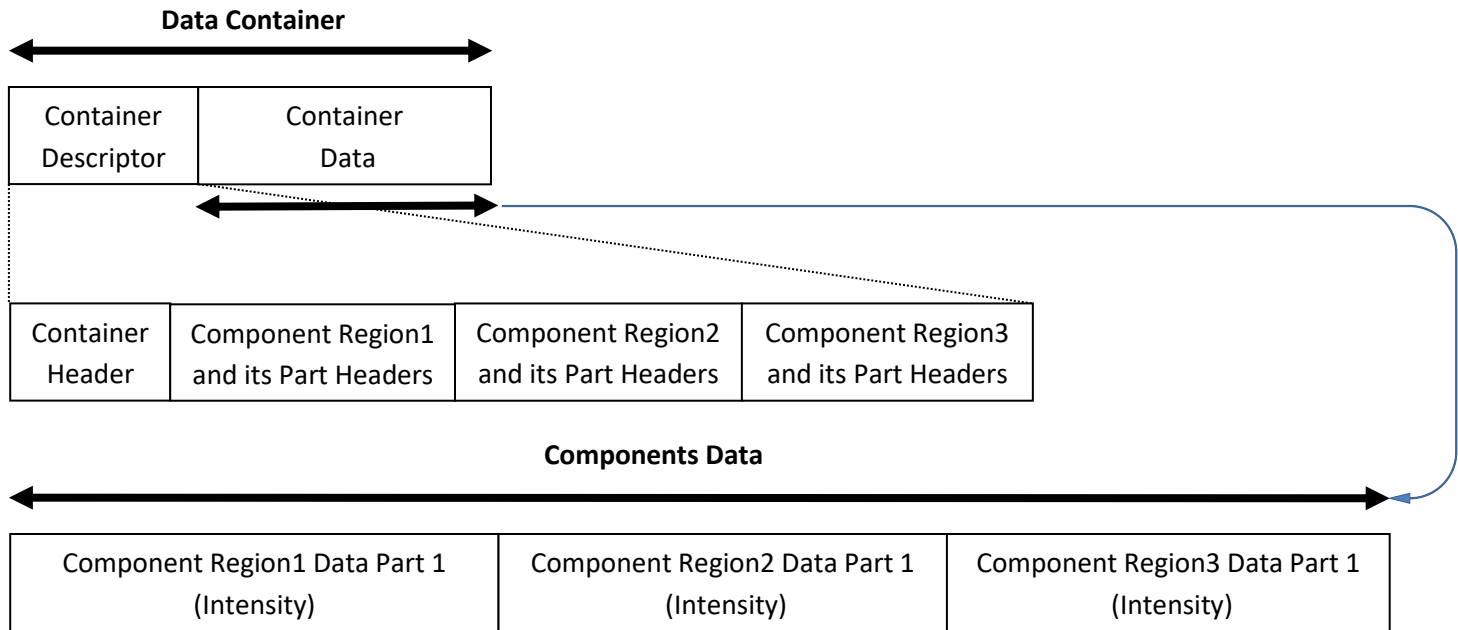 Data Container
Container
Descriptor
Container
Data
Container
Header
Component Region1
and its Part Headers
Component Region2
and its Part Headers
Component Region3
and its Part Headers
Components Data
Component Region1 Data Part 1
(Intensity)
Component Region2 Data Part 1
(Intensity)
Component Region3 Data Part 1
(Intensity)